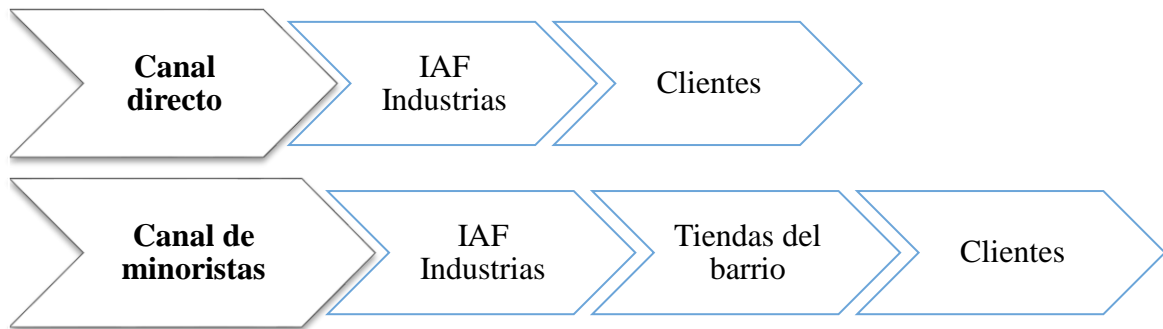 Canal
directo
IAF
Industrias
Clientes
Canal de
minoristas
IAF
Industrias
Tiendas del
barrio
Clientes